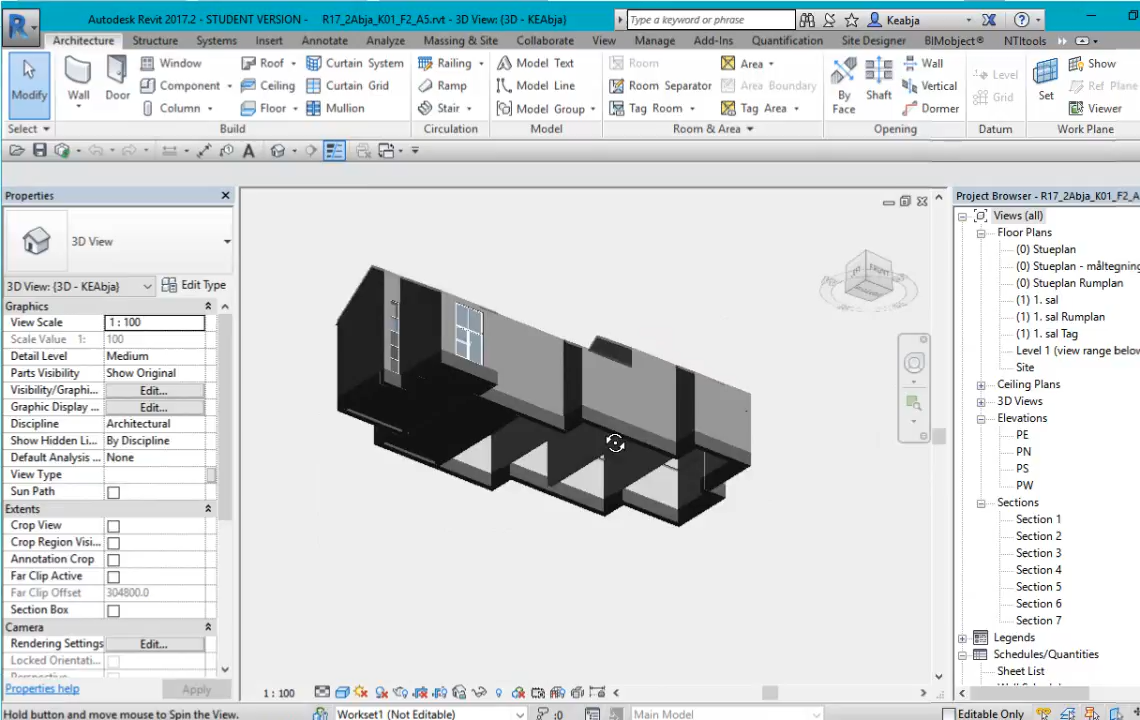 Autodesk Revit 2017.2 - STUDENT VERSION - R17_2Abja_K01_F2_A5.rvt - 3D View: {3D - KEAbja}
Type a keyword or phrase
Keabja
Architecture Structure Systems Insert Annotate Analyze Massing & Site Collaborate View Manage Add-Ins Quantification Site Designer BIMobject® NTItools
Modify
Wall
Door
Window
Component
Column
Roof
Ceiling
Floor
Curtain System
Curtain Grid
Mullion
Railing
Ramp
Stair
Model Text
Model Line
Model Group
Room
Room Separator
Tag Room
Area
Area Boundary
Tag Area
By
Face
Shaft
Wall
Vertical
Dormer
Level
Grid
Set
Show
Ref Plane
Viewer
Select Build Circulation Model Room & Area Opening Datum Work Plane
Properties
3D View
3D View: {3D - KEAbja} Edit Type
Graphics
View Scale 1 : 100
Scale Value 1: 100
Detail Level Medium
Parts Visibility Show Original
Visibility/Graphi... Edit...
Graphic Display ... Edit...
Discipline Architectural
Show Hidden Li... By Discipline
Default Analysis ... None
View Type
Sun Path
Extents
Crop View
Crop Region Visi...
Annotation Crop
Far Clip Active
Far Clip Offset 304800.0
Section Box
Camera
Rendering Settings Edit...
Locked Orientati...
Properties help Apply
FRONT
1 : 100
Project Browser - R17_2Abja_K01_F2_A
Views (all)
Floor Plans
(0) Stueplan
(0) Stueplan - måltegning
(0) Stueplan Rumplan
(1) 1. sal
(1) 1. sal Rumplan
(1) 1. sal Tag
Level 1 (view range below
Site
Ceiling Plans
3D Views
Elevations
PE
PN
PS
PW
Sections
Section 1
Section 2
Section 3
Section 4
Section 5
Section 6
Section 7
Legends
Schedules/Quantities
Sheet List
Hold button and move mouse to Spin the View.
Workset1 (Not Editable)
:0
Main Model
Editable Only